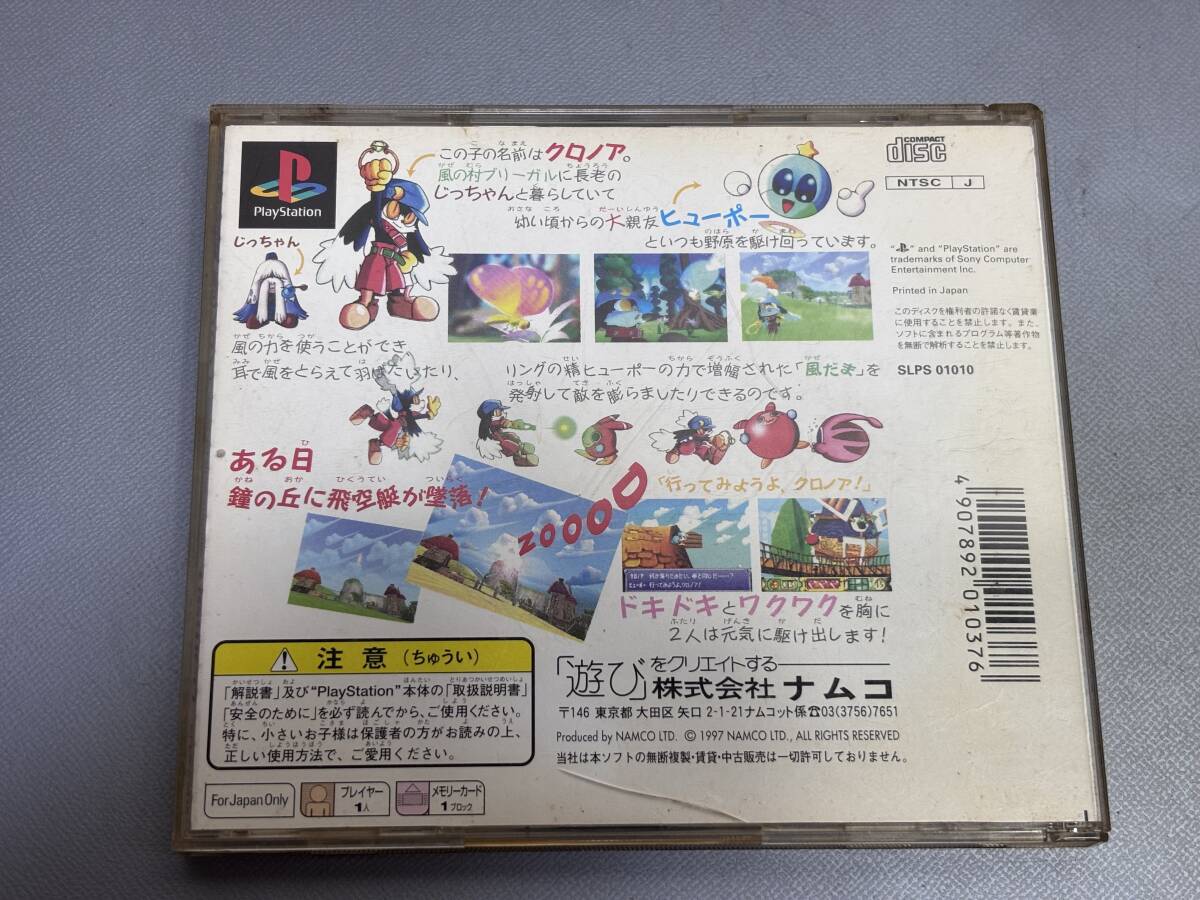 PlayStation
この子の名前はクロノア。
風の村ブリーガルに長老の
じっちゃんと暮らしていて
幼い頃からの大親友ヒューポー
といつも野原を駆け回っています。
じっちゃん
風の力を使うことができ
耳で風をとらえて羽ばたいたり、
リングの精ヒューポーの力で増幅された「風だま」を
発射して敵を膨らましたりできるのです。
ある日
鐘の丘に飛空艇が墜落!
ZOOOD
「行ってみようよ、クロノア!」
ヒューポー 行ってみようよ、クロノア!
ドキドキとワクワクを胸に
2人は元気に駆け出します!
COMPACT
disc
NTSC J
"PS" and "PlayStation" are
trademarks of Sony Computer
Entertainment Inc.
Printed in Japan
このディスクを権利者の許諾なく賃貸業
に使用することを禁止します。また、
ソフトに含まれるプログラム等著作物
を無断で解析することを禁止します。
SLPS 01010
4 907892 010376
注意(ちゅうい)
「解説書」及び"PlayStation"本体の「取扱説明書」
「安全のために」を必ず読んでから、ご使用ください。
特に、小さいお子様は保護者の方がお読みの上、
正しい使用方法で、ご愛用ください。
For Japan Only
プレイヤー
1人
メモリーカード
1ブロック
「遊び」をクリエイトする
株式会社ナムコ
〒146 東京都 大田区 矢口 2-1-21ナムコット係☎03(3756)7651
Produced by NAMCO LTD. © 1997 NAMCO LTD., ALL RIGHTS RESERVED
当社は本ソフトの無断複製・賃貸・中古販売は一切許可しておりません。